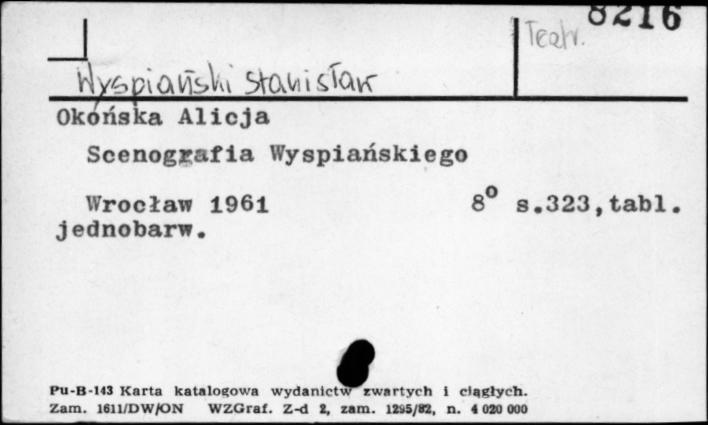 8216
Teatr.
Wyspiański Stanisław
Okońska Alicja
Scenografia Wyspiańskiego
Wrocław 1961 8° s.323,tabl.
jednobarw.
Pu-B-143 Karta katalogowa wydanictw zwartych i ciągłych.
Zam. 1611/DW/ON WZGraf. Z-d 2, zam. 1295/82, n. 4 020 000